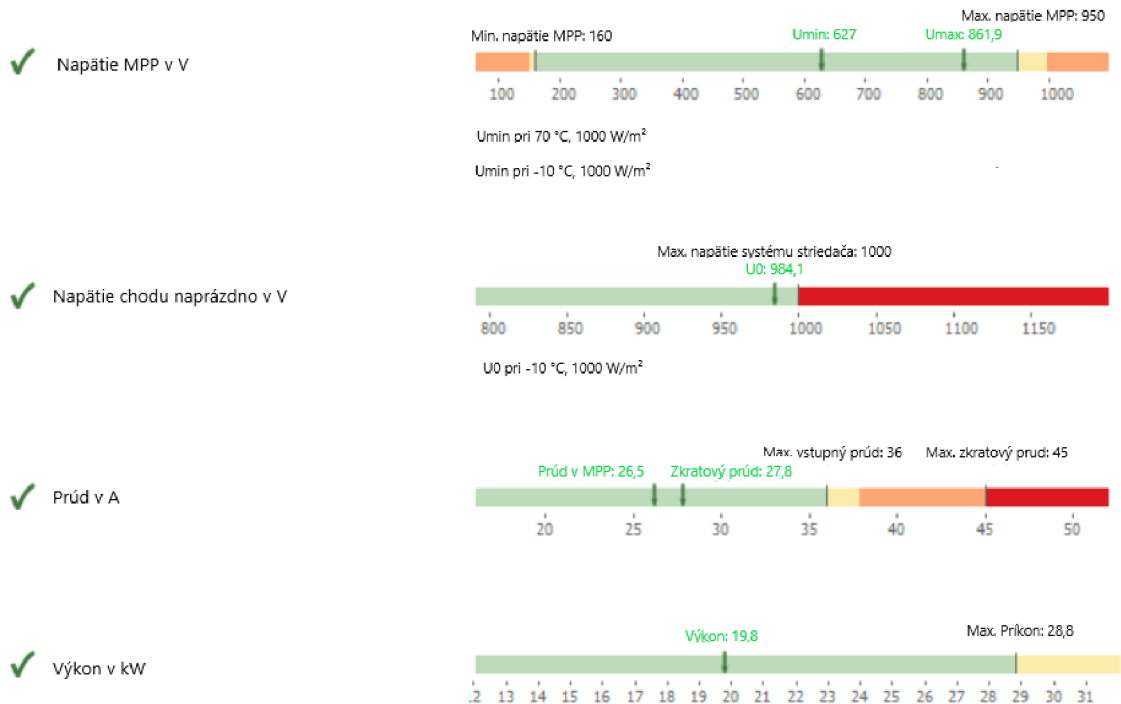 Max. napätie MPP: 950
Min. napätie MPP: 160
Umin: 627
Umax: 861,9
Napätie MPP v V
100 200 300 400 500 600 700 800 900 1000
Umin pri 70 °C, 1000 W/m²
Umin pri -10 °C, 1000 W/m²
Max. napätie systému striedača: 1000
U0: 984,1
Napätie chodu naprázdno v V
800 850 900 950 1000 1050 1100 1150
U0 pri -10 °C, 1000 W/m²
Max. vstupný prúd: 36
Max. zkratový prud: 45
Prúd v MPP: 26,5
Zkratový prúd: 27,8
Prúd v A
20 25 30 35 40 45 50
Max. Príkon: 28,8
Výkon: 19,8
Výkon v kW
.2 13 14 15 16 17 18 19 20 21 22 23 24 25 26 27 28 29 30 31